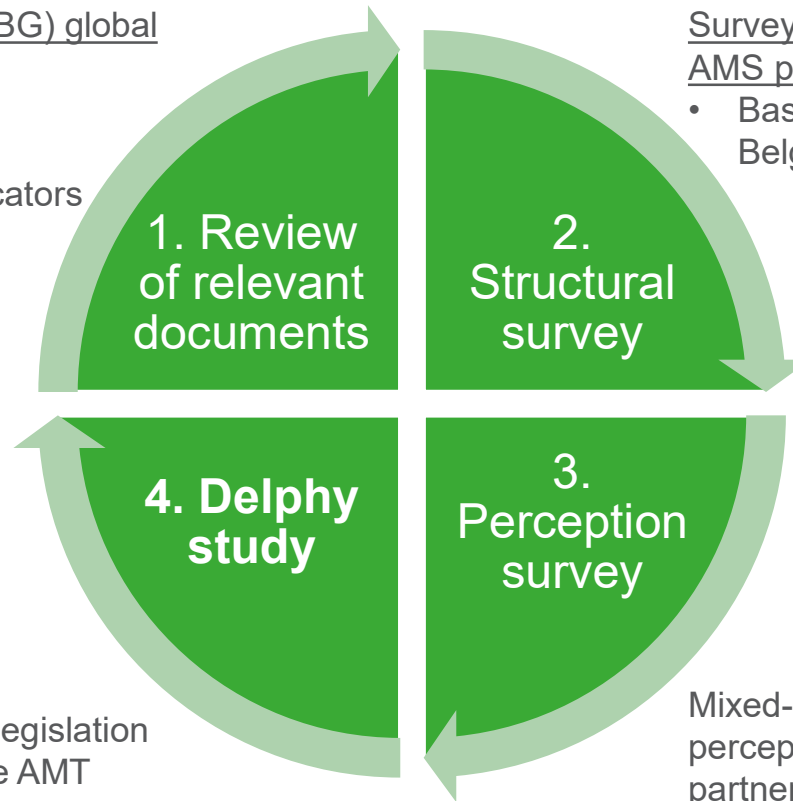 BG) global
Survey
AMS p
• Bas
Belg
cators
1. Review
of relevant
documents
2.
Structural
survey
4. Delphy
study
3.
Perception
survey
egislation
e AMT
Mixed-
percep
partner